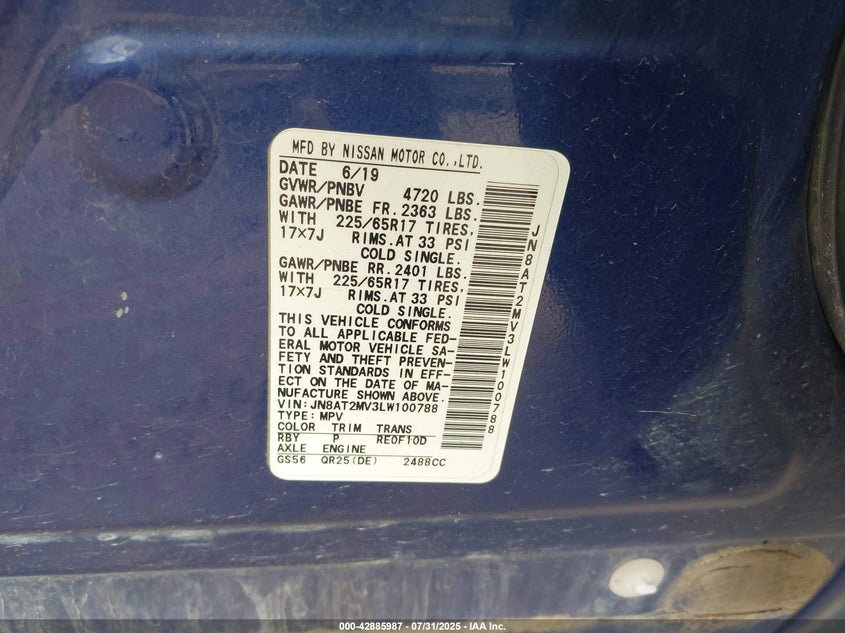 MFD BY NISSAN MOTOR CO.,LTD.
DATE 6/19
GVWR/PNBV 4720 LBS.
GAWR/PNBE FR. 2363 LBS.
WITH 225/65R17 TIRES,
17×7J RIMS.AT 33 PSI
COLD SINGLE.
GAWR/PNBE RR. 2401 LBS.
WITH 225/65R17 TIRES,
17×7J RIMS.AT 33 PSI
COLD SINGLE.
THIS VEHICLE CONFORMS
TO ALL APPLICABLE FED-
ERAL MOTOR VEHICLE SA-
FETY AND THEFT PREVEN-
TION STANDARDS IN EFF-
ECT ON THE DATE OF MA-
NUFACTURE SHOWN ABOVE.
VIN: JN8AT2MV3LW100788
TYPE: MPV
COLOR TRIM TRANS
RBY P RE0F10D
AXLE ENGINE
GS56 QR25(DE) 2488CC
JN8AT2MV3LW100788
000-42885987 - 07/31/2025 - IAA Inc.